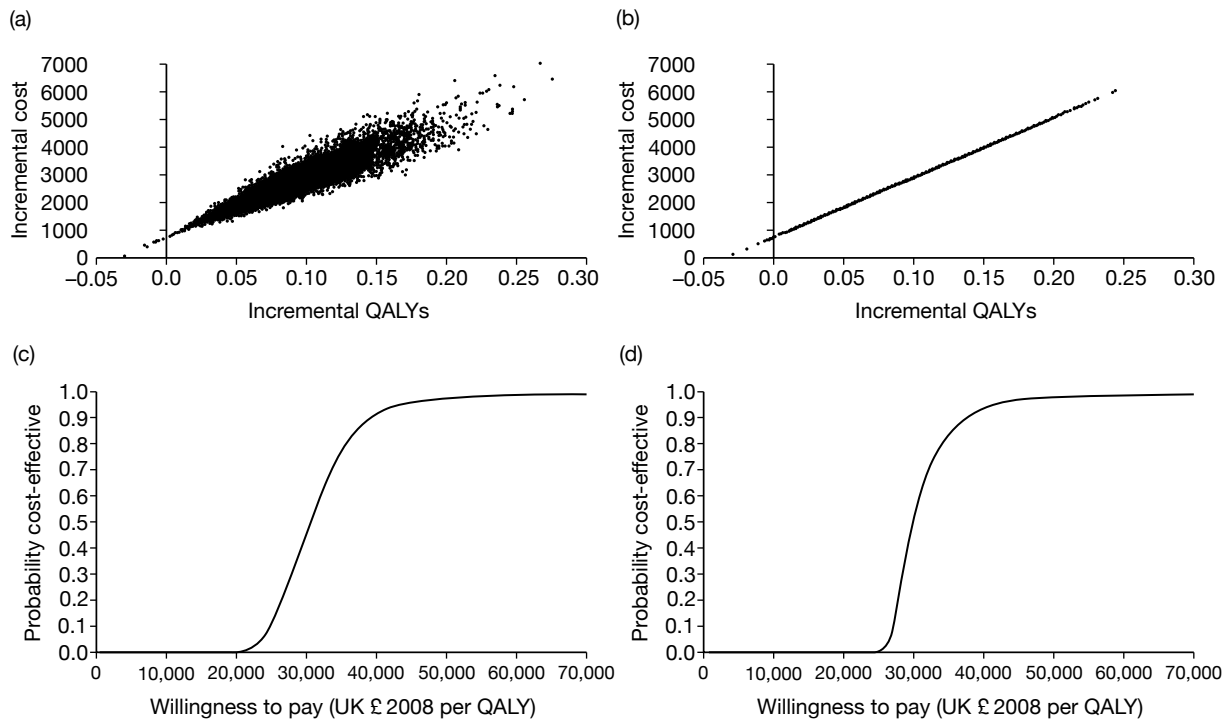 (a)
Incremental cost
7000
6000
5000
4000
3000
2000
1000
0
−0.05 0.0 0.05 0.10 0.15 0.20 0.25 0.30
Incremental QALYs
(b)
Incremental cost
7000
6000
5000
4000
3000
2000
1000
0
−0.05 0.0 0.05 0.10 0.15 0.20 0.25 0.30
Incremental QALYs
(c)
Probability cost-effective
1.0
0.9
0.8
0.7
0.6
0.5
0.4
0.3
0.2
0.1
0.0
0 10,000 20,000 30,000 40,000 50,000 60,000 70,000
Willingness to pay (UK £ 2008 per QALY)
(d)
Probability cost-effective
1.0
0.9
0.8
0.7
0.6
0.5
0.4
0.3
0.2
0.1
0.0
0 10,000 20,000 30,000 40,000 50,000 60,000 70,000
Willingness to pay (UK £ 2008 per QALY)